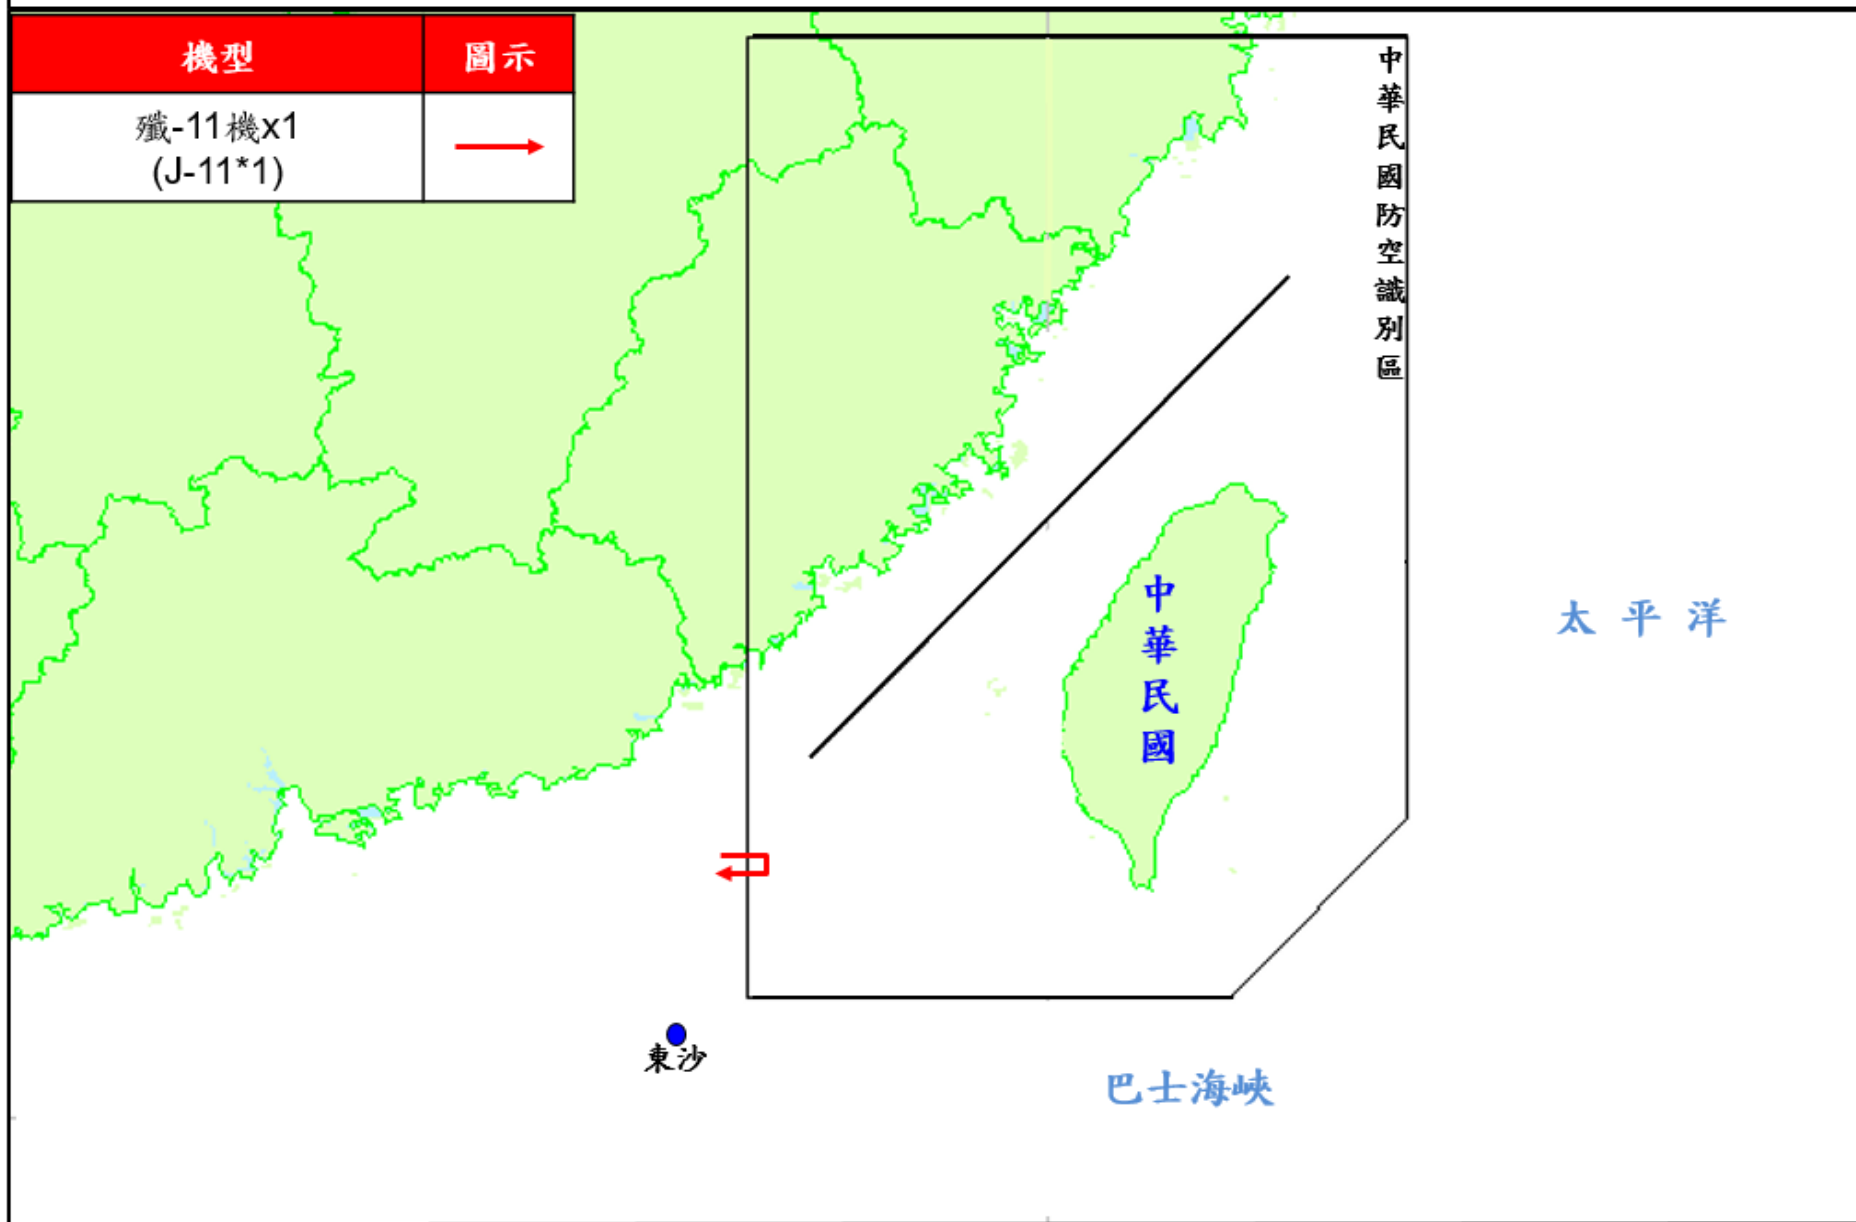 機型 圖示
殲-11機x1
(J-11*1)
中華民國防空識別區
中華民國
太平洋
東沙
巴士海峽